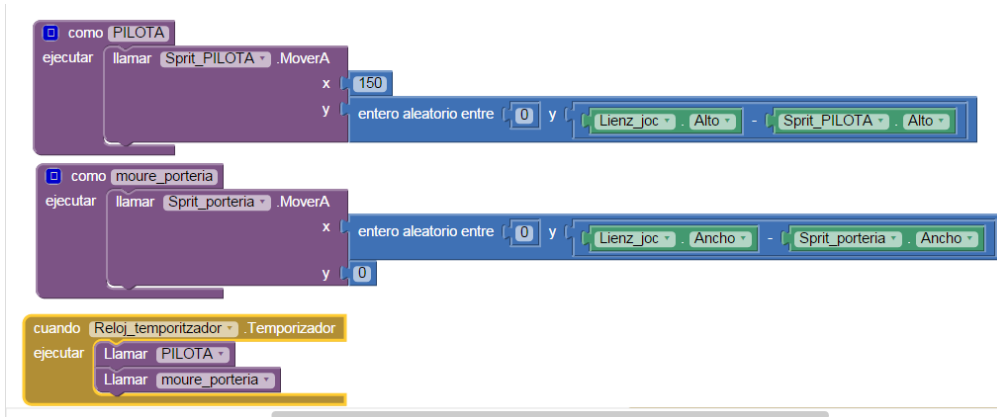 como PILOTA
ejecutar llamar Sprit_PILOTA .MoverA
x 150
y entero aleatorio entre 0 y Lienz_joc . Alto - Sprit_PILOTA . Alto
como moure_porteria
ejecutar llamar Sprit_porteria .MoverA
x entero aleatorio entre 0 y Lienz_joc . Ancho - Sprit_porteria . Ancho
y 0
cuando Reloj_temporitzador .Temporizador
ejecutar Llamar PILOTA
Llamar moure_porteria